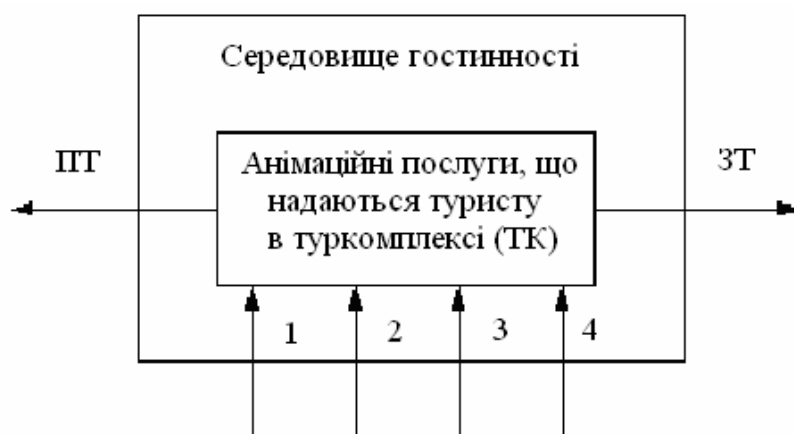 Середовище гостинності
ПТ
ЗТ
Анімаційні послуги, що
надаються туристу
в туркомплексі (ТК)
1 2 3 4